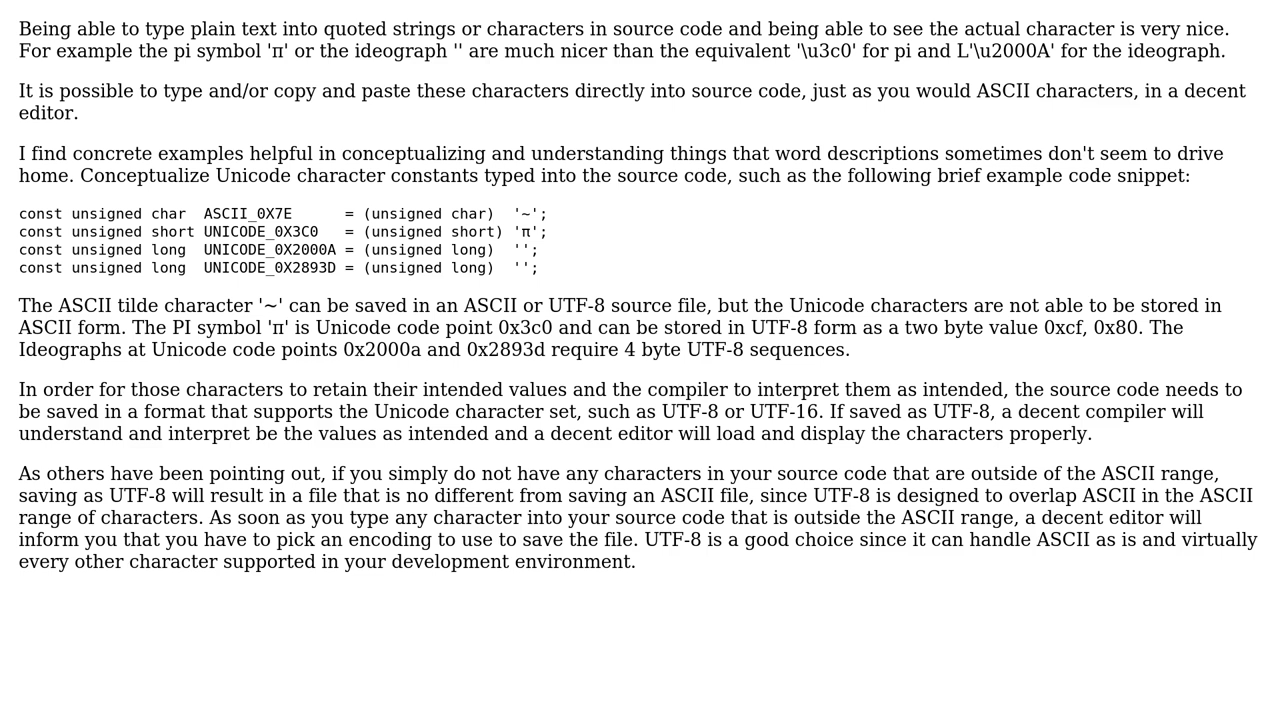 Being able to type plain text into quoted strings or characters in source code and being able to see the actual character is very nice.
For example the pi symbol 'π' or the ideograph '' are much nicer than the equivalent '\u3c0' for pi and L'\u2000A' for the ideograph.
It is possible to type and/or copy and paste these characters directly into source code, just as you would ASCII characters, in a decent
editor.
I find concrete examples helpful in conceptualizing and understanding things that word descriptions sometimes don't seem to drive
home. Conceptualize Unicode character constants typed into the source code, such as the following brief example code snippet:
const unsigned char  ASCII_0X7E      = (unsigned char)  '~';
const unsigned short UNICODE_0X3C0   = (unsigned short) 'π';
const unsigned long  UNICODE_0X2000A = (unsigned long)  '';
const unsigned long  UNICODE_0X2893D = (unsigned long)  '';
The ASCII tilde character '~' can be saved in an ASCII or UTF-8 source file, but the Unicode characters are not able to be stored in
ASCII form. The PI symbol 'π' is Unicode code point 0x3c0 and can be stored in UTF-8 form as a two byte value 0xcf, 0x80. The
Ideographs at Unicode code points 0x2000a and 0x2893d require 4 byte UTF-8 sequences.
In order for those characters to retain their intended values and the compiler to interpret them as intended, the source code needs to
be saved in a format that supports the Unicode character set, such as UTF-8 or UTF-16. If saved as UTF-8, a decent compiler will
understand and interpret be the values as intended and a decent editor will load and display the characters properly.
As others have been pointing out, if you simply do not have any characters in your source code that are outside of the ASCII range,
saving as UTF-8 will result in a file that is no different from saving an ASCII file, since UTF-8 is designed to overlap ASCII in the ASCII
range of characters. As soon as you type any character into your source code that is outside the ASCII range, a decent editor will
inform you that you have to pick an encoding to use to save the file. UTF-8 is a good choice since it can handle ASCII as is and virtually
every other character supported in your development environment.